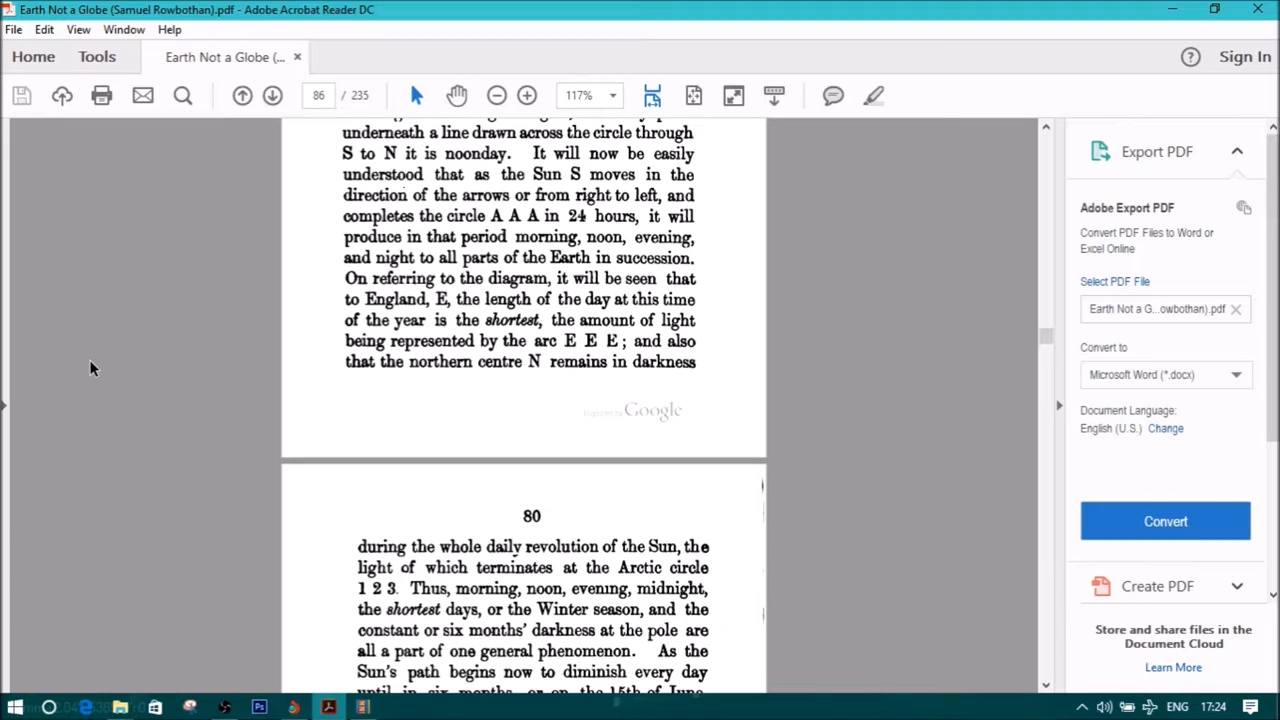 Earth Not a Globe (Samuel Rowbothan).pdf - Adobe Acrobat Reader DC
File Edit View Window Help
Home Tools Earth Not a Globe (... ×
Sign In
86 / 235
117%
underneath a line drawn across the circle through
S to N it is noonday. It will now be easily
understood that as the Sun S moves in the
direction of the arrows or from right to left, and
completes the circle A A A in 24 hours, it will
produce in that period morning, noon, evening,
and night to all parts of the Earth in succession.
On referring to the diagram, it will be seen that
to England, E, the length of the day at this time
of the year is the shortest, the amount of light
being represented by the arc E E E; and also
that the northern centre N remains in darkness
Google
80
during the whole daily revolution of the Sun, the
light of which terminates at the Arctic circle
1 2 3. Thus, morning, noon, evening, midnight,
the shortest days, or the Winter season, and the
constant or six months' darkness at the pole are
all a part of one general phenomenon. As the
Sun's path begins now to diminish every day
until in six months, or on the 15th of June,
Export PDF
Adobe Export PDF
Convert PDF Files to Word or
Excel Online
Select PDF File
Earth Not a G...owbothan).pdf
Convert to
Microsoft Word (*.docx)
Document Language:
English (U.S.) Change
Convert
Create PDF
Store and share files in the
Document Cloud
Learn More
ENG 17:24